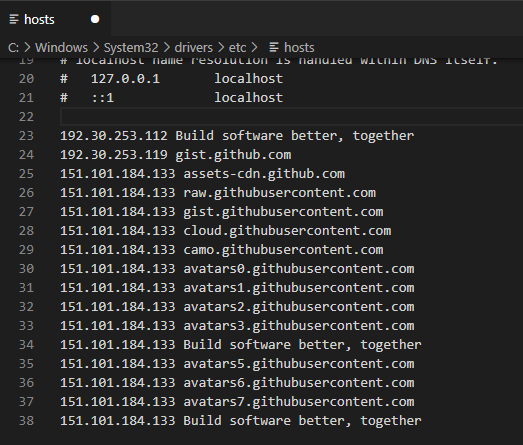 hosts
C: > Windows > System32 > drivers > etc > hosts
19 # localhost name resolution is handled within DNS itself.
20 # 127.0.0.1 localhost
21 # ::1 localhost
22
23 192.30.253.112 Build software better, together
24 192.30.253.119 gist.github.com
25 151.101.184.133 assets-cdn.github.com
26 151.101.184.133 raw.githubusercontent.com
27 151.101.184.133 gist.githubusercontent.com
28 151.101.184.133 cloud.githubusercontent.com
29 151.101.184.133 camo.githubusercontent.com
30 151.101.184.133 avatars0.githubusercontent.com
31 151.101.184.133 avatars1.githubusercontent.com
32 151.101.184.133 avatars2.githubusercontent.com
33 151.101.184.133 avatars3.githubusercontent.com
34 151.101.184.133 Build software better, together
35 151.101.184.133 avatars5.githubusercontent.com
36 151.101.184.133 avatars6.githubusercontent.com
37 151.101.184.133 avatars7.githubusercontent.com
38 151.101.184.133 Build software better, together